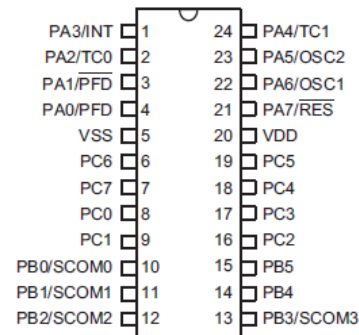 PA3/INT 1 24 PA4/TC1
PA2/TC0 2 23 PA5/OSC2
PA1/PFD 3 22 PA6/OSC1
PA0/PFD 4 21 PA7/RES
VSS 5 20 VDD
PC6 6 19 PC5
PC7 7 18 PC4
PC0 8 17 PC3
PC1 9 16 PC2
PB0/SCOM0 10 15 PB5
PB1/SCOM1 11 14 PB4
PB2/SCOM2 12 13 PB3/SCOM3